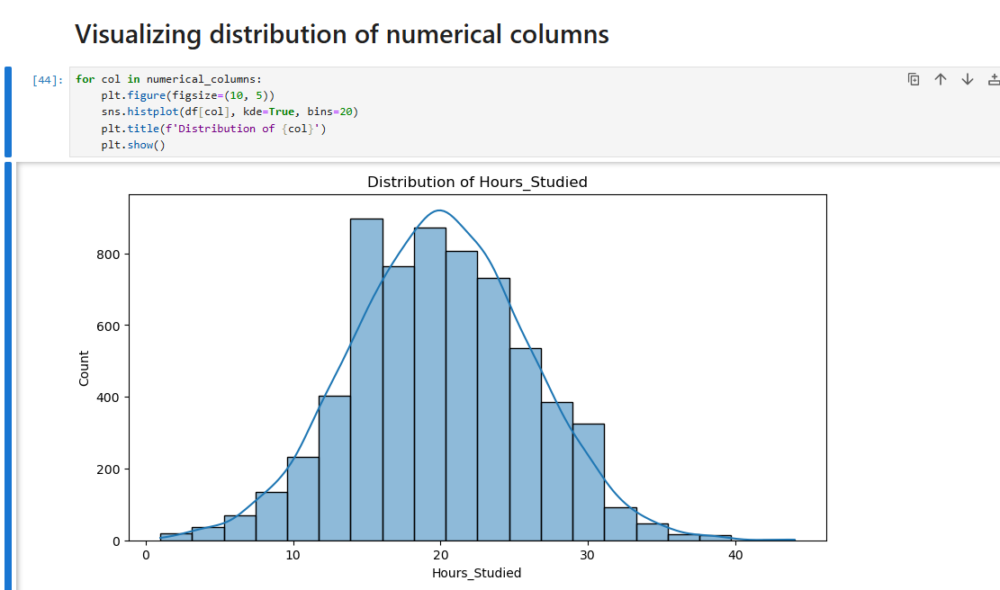 Visualizing distribution of numerical columns
[44]:
for col in numerical_columns:
    plt.figure(figsize=(10, 5))
    sns.histplot(df[col], kde=True, bins=20)
    plt.title(f'Distribution of {col}')
    plt.show()
Distribution of Hours_Studied
800
600
400
200
0
Count
0 10 20 30 40
Hours_Studied